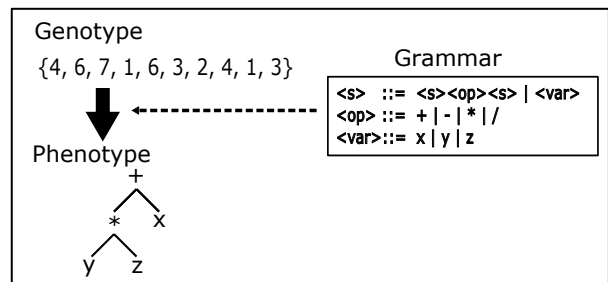 Genotype
{4, 6, 7, 1, 6, 3, 2, 4, 1, 3}
Grammar
<s> ::= <s><op><s> | <var>
<op> ::= + | - | * | /
<var>::= x | y | z
Phenotype
+
* x
y z